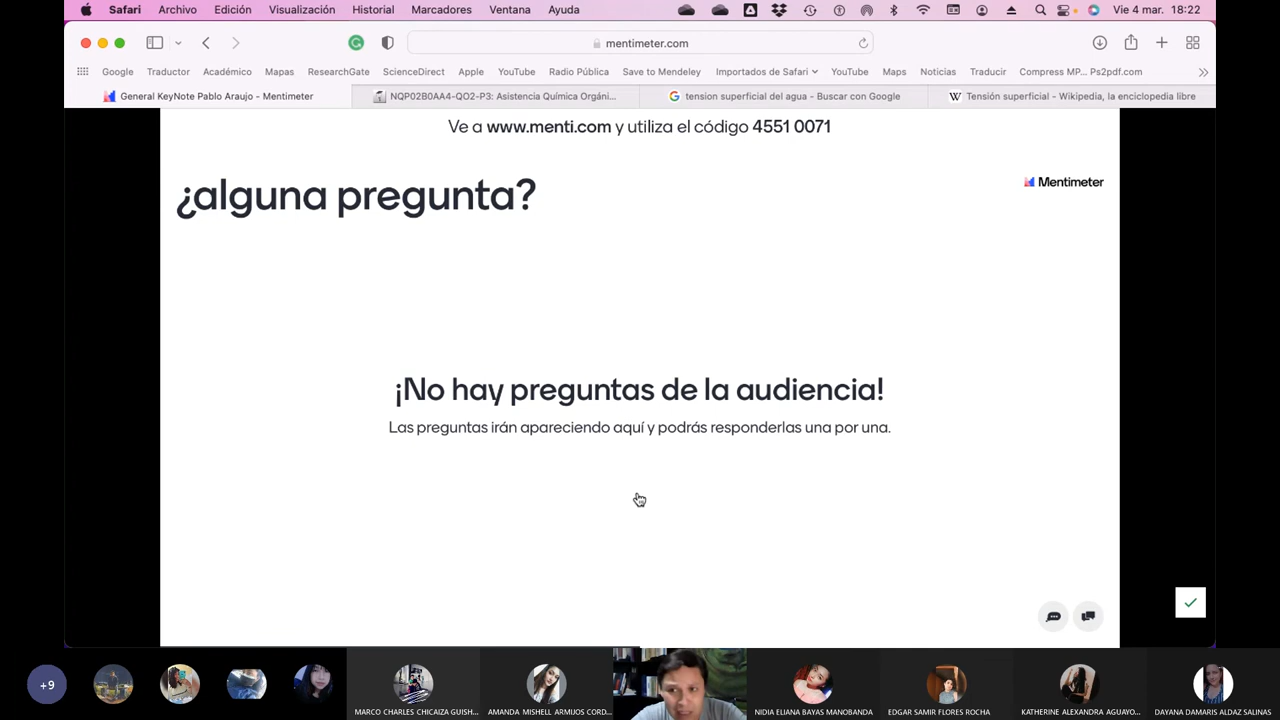 Safari Archivo Edición Visualización Historial Marcadores Ventana Ayuda Vie 4 mar. 18:22
mentimeter.com
Google Traductor Académico Mapas ResearchGate ScienceDirect Apple YouTube Radio Pública Save to Mendeley Importados de Safari YouTube Maps Noticias Traducir Compress MP... Ps2pdf.com
General KeyNote Pablo Araujo - Mentimeter NQP02B0AA4-QO2-P3: Asistencia Química Orgáni... tension superficial del agua - Buscar con Google Tensión superficial - Wikipedia, la enciclopedia libre
Ve a www.menti.com y utiliza el código 4551 0071
¿alguna pregunta?
Mentimeter
¡No hay preguntas de la audiencia!
Las preguntas irán apareciendo aquí y podrás responderlas una por una.
+9
MARCO CHARLES CHICAIZA GUISH... AMANDA MISHELL ARMIJOS CORD... NIDIA ELIANA BAYAS MANOBANDA EDGAR SAMIR FLORES ROCHA KATHERINE ALEXANDRA AGUAYO... DAYANA DAMARIS ALDAZ SALINAS